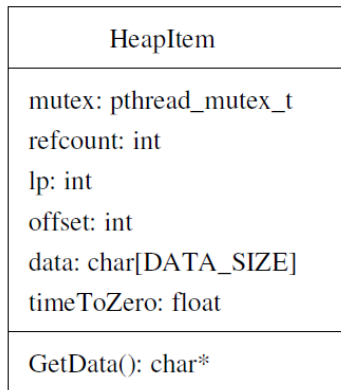 HeapItem
mutex: pthread_mutex_t
refcount: int
lp: int
offset: int
data: char[DATA_SIZE]
timeToZero: float
GetData(): char*